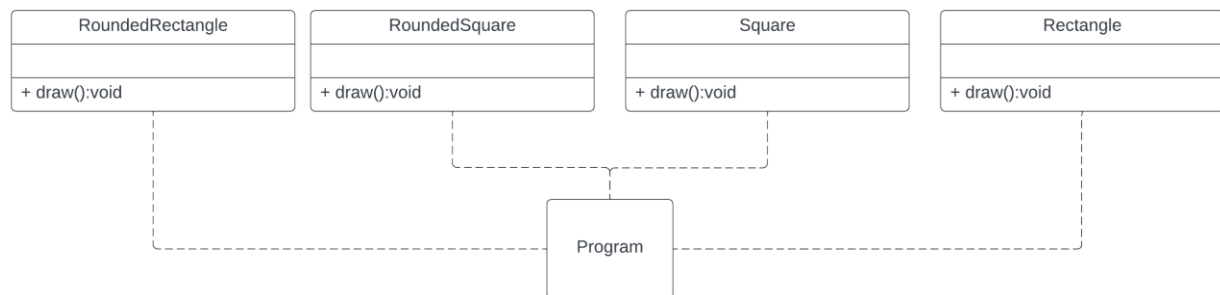 RoundedRectangle
+ draw():void
RoundedSquare
+ draw():void
Square
+ draw():void
Rectangle
+ draw():void
Program